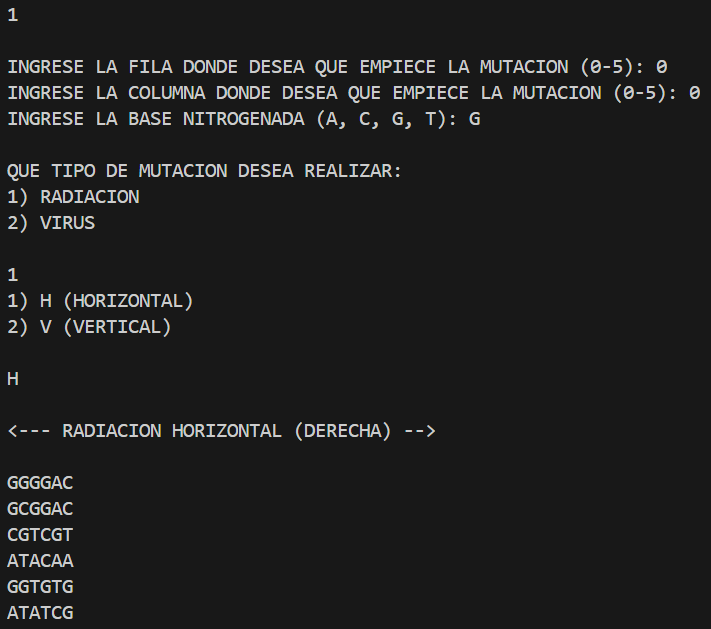 1
INGRESE LA FILA DONDE DESEA QUE EMPIECE LA MUTACION (0-5): 0
INGRESE LA COLUMNA DONDE DESEA QUE EMPIECE LA MUTACION (0-5): 0
INGRESE LA BASE NITROGENADA (A, C, G, T): G
QUE TIPO DE MUTACION DESEA REALIZAR:
1) RADIACION
2) VIRUS
1
1) H (HORIZONTAL)
2) V (VERTICAL)
H
<--- RADIACION HORIZONTAL (DERECHA) -->
GGGGAC
GCGGAC
CGTCGT
ATACAA
GGTGTG
ATATCG